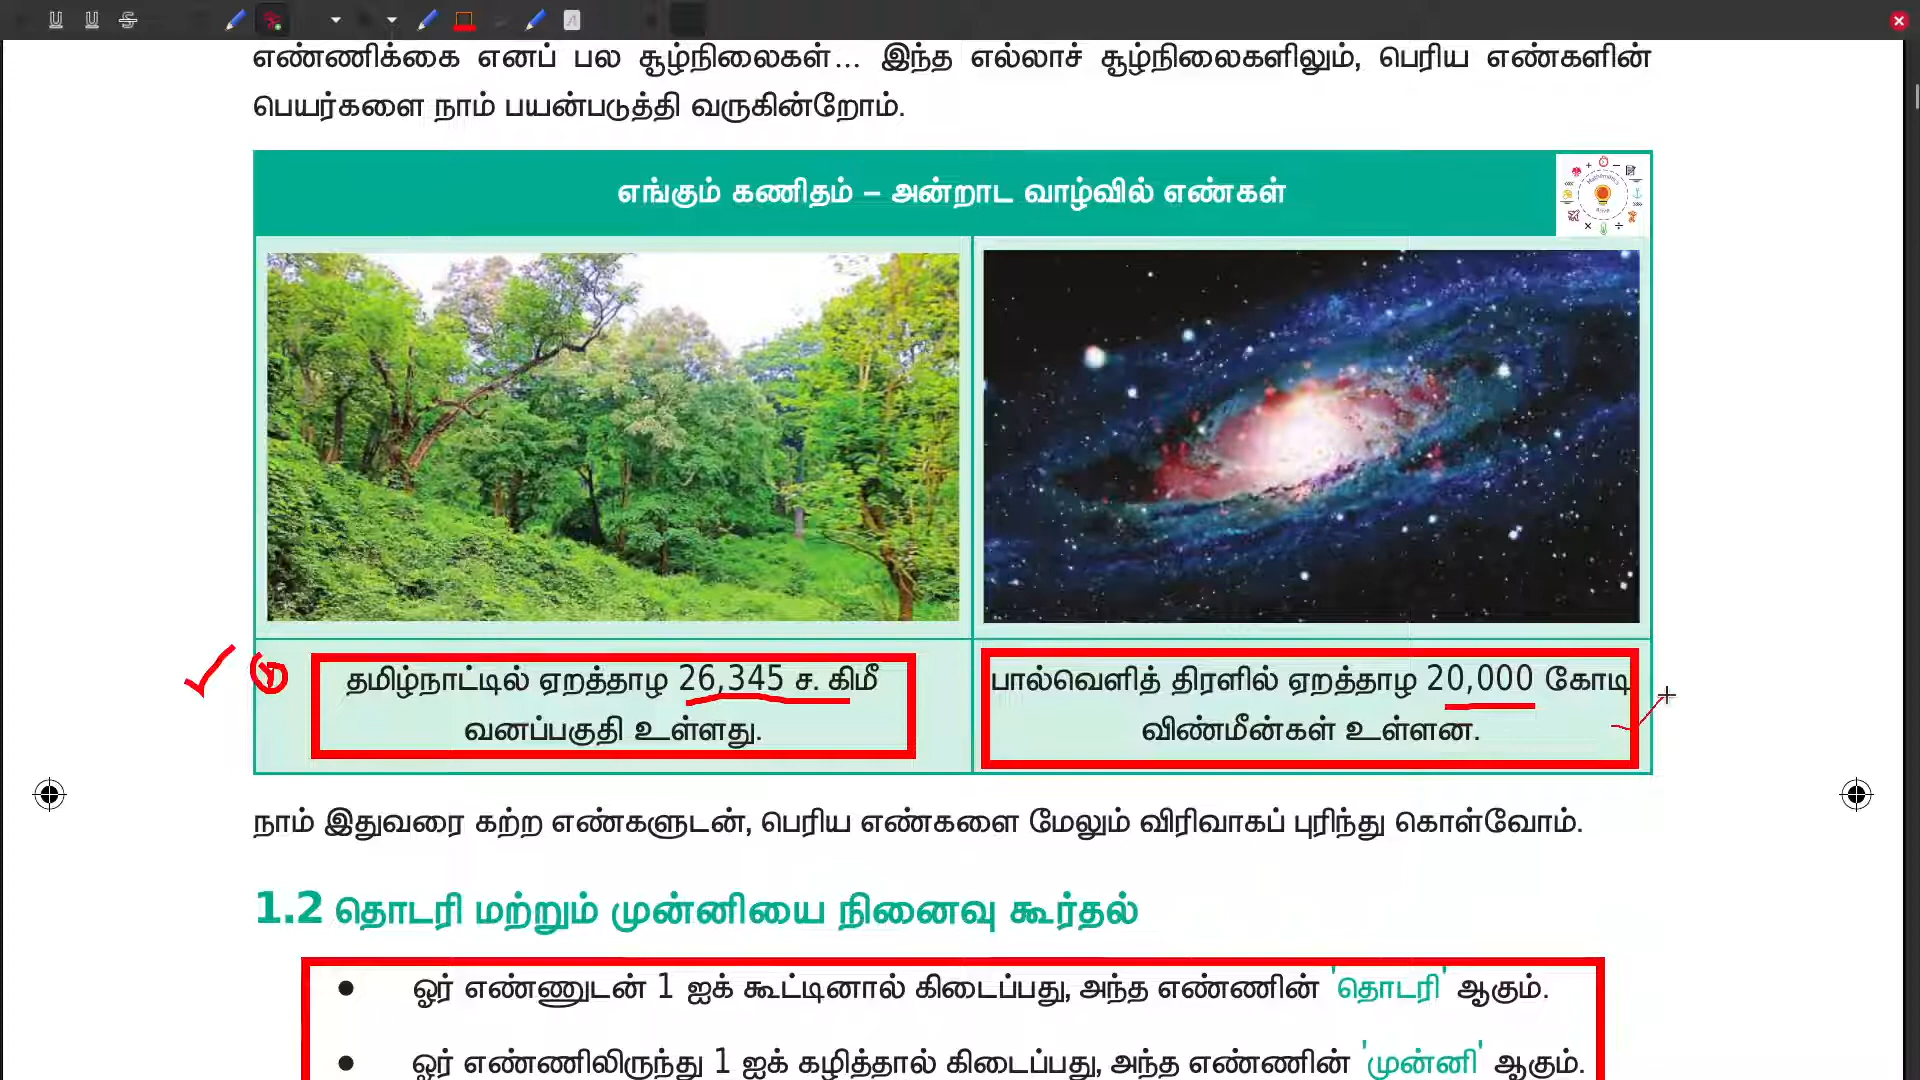 எண்ணிக்கை எனப் பல சூழ்நிலைகள்... இந்த எல்லாச் சூழ்நிலைகளிலும், பெரிய எண்களின்
பெயர்களை நாம் பயன்படுத்தி வருகின்றோம்.
எங்கும் கணிதம் – அன்றாட வாழ்வில் எண்கள்
தமிழ்நாட்டில் ஏறத்தாழ 26,345 ச. கிமீ
வனப்பகுதி உள்ளது.
பால்வெளித் திரளில் ஏறத்தாழ 20,000 கோடி
விண்மீன்கள் உள்ளன.
நாம் இதுவரை கற்ற எண்களுடன், பெரிய எண்களை மேலும் விரிவாகப் புரிந்து கொள்வோம்.
1.2 தொடரி மற்றும் முன்னியை நினைவு கூர்தல்
● ஓர் எண்ணுடன் 1 ஐக் கூட்டினால் கிடைப்பது, அந்த எண்ணின் 'தொடரி' ஆகும்.
● ஓர் எண்ணிலிருந்து 1 ஐக் கழித்தால் கிடைப்பது, அந்த எண்ணின் 'முன்னி' ஆகும்.